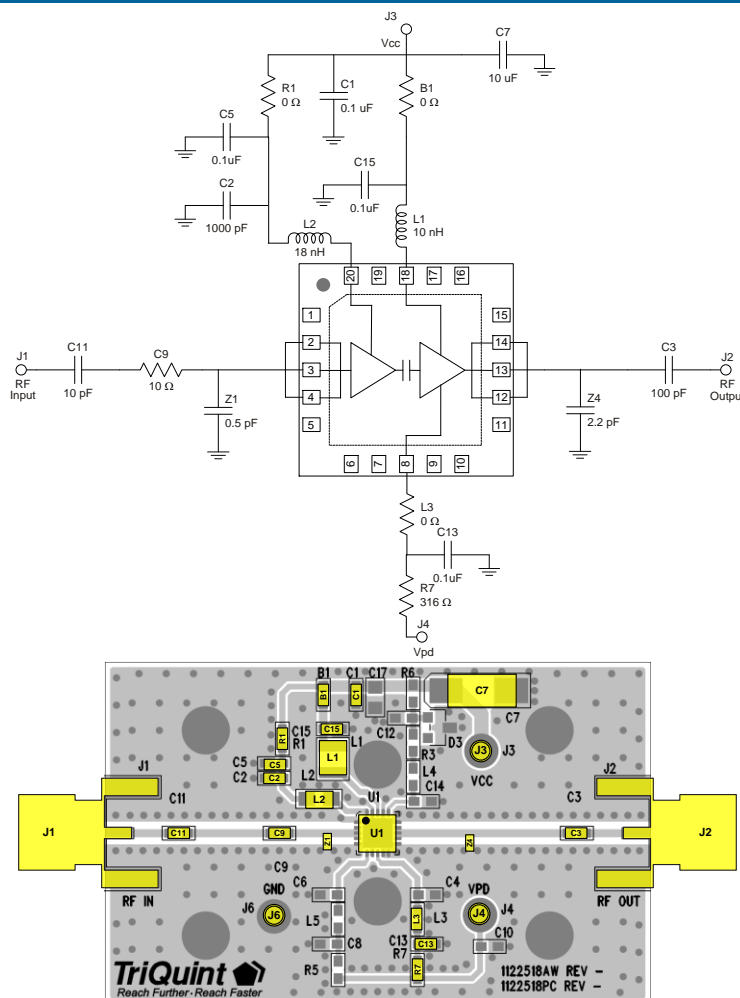 J3
Vcc
C7
10 uF
R1
0 Ω
C1
0.1 uF
B1
0 Ω
C5
0.1uF
C15
0.1uF
C2
1000 pF
L2
18 nH
L1
10 nH
20 19 18 17 16
1
2
3
4
5
15
14
13
12
11
6 7 8 9 10
J1
RF
Input
C11
10 pF
C9
10 Ω
Z1
0.5 pF
C3
100 pF
J2
RF
Output
Z4
2.2 pF
L3
0 Ω
C13
0.1uF
R7
316 Ω
J4
Vpd
B1 C1 C17 R6
B1 C1 C7
C7
C12
D3
J3 J3
VCC
R1 C15
R1
C15
L1
L1
R3
C5 C5
C2 C2
L2
L2
L4
C14
U1
U1
J1
J1
C11
C11
C9
C9
Z1
Z4
C3
C3
J2
J2
RF IN
RF OUT
GND
J6 J6
C6
L5
C8
R5
C4
L3 L3
C13 C13
R7
R7
VPD
J4 J4
C10
TriQuint
Reach Further·Reach Faster
1122518AW REV -
1122518PC REV -